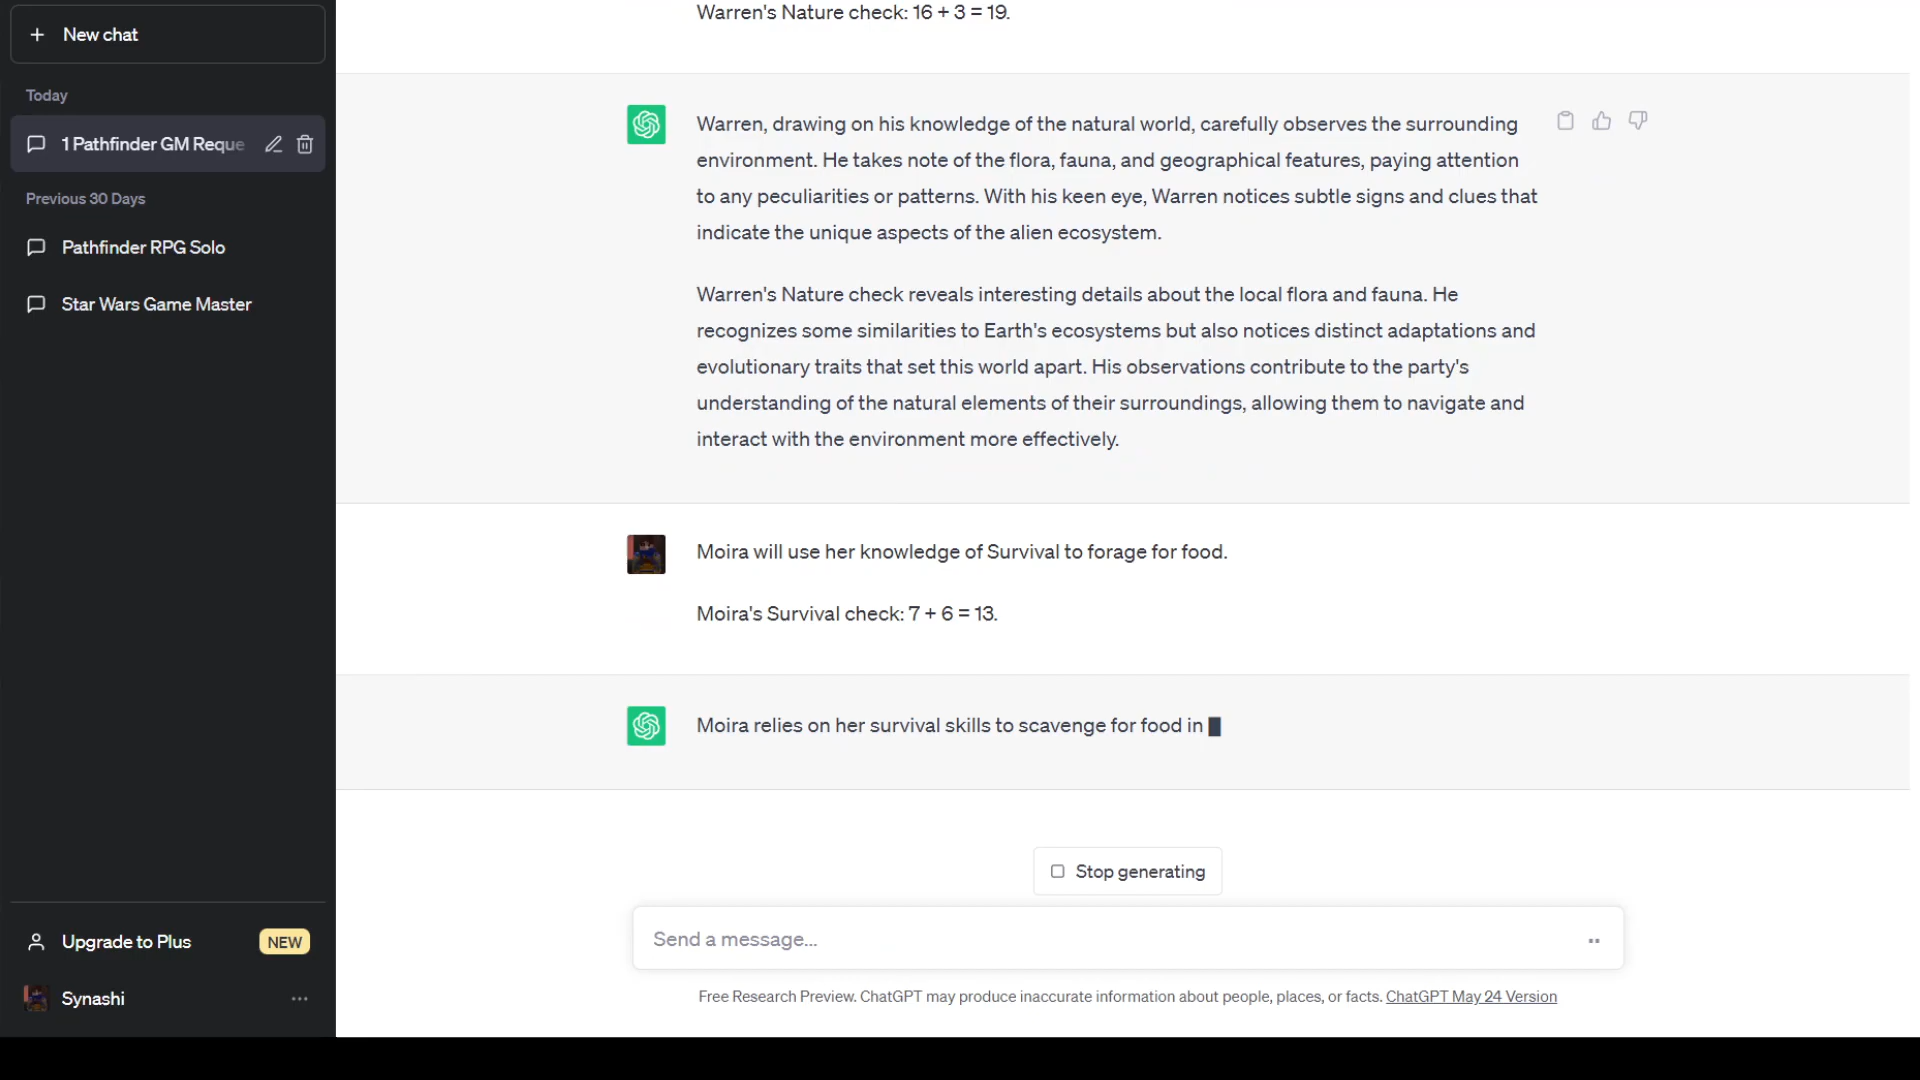 New chat
Today
1 Pathfinder GM Reque
Previous 30 Days
Pathfinder RPG Solo
Star Wars Game Master
Upgrade to Plus
NEW
Synashi
Warren's Nature check: 16 + 3 = 19.
Warren, drawing on his knowledge of the natural world, carefully observes the surrounding
environment. He takes note of the flora, fauna, and geographical features, paying attention
to any peculiarities or patterns. With his keen eye, Warren notices subtle signs and clues that
indicate the unique aspects of the alien ecosystem.
Warren's Nature check reveals interesting details about the local flora and fauna. He
recognizes some similarities to Earth's ecosystems but also notices distinct adaptations and
evolutionary traits that set this world apart. His observations contribute to the party's
understanding of the natural elements of their surroundings, allowing them to navigate and
interact with the environment more effectively.
Moira will use her knowledge of Survival to forage for food.
Moira's Survival check: 7 + 6 = 13.
Moira relies on her survival skills to scavenge for food in
Stop generating
Send a message...
Free Research Preview. ChatGPT may produce inaccurate information about people, places, or facts. ChatGPT May 24 Version